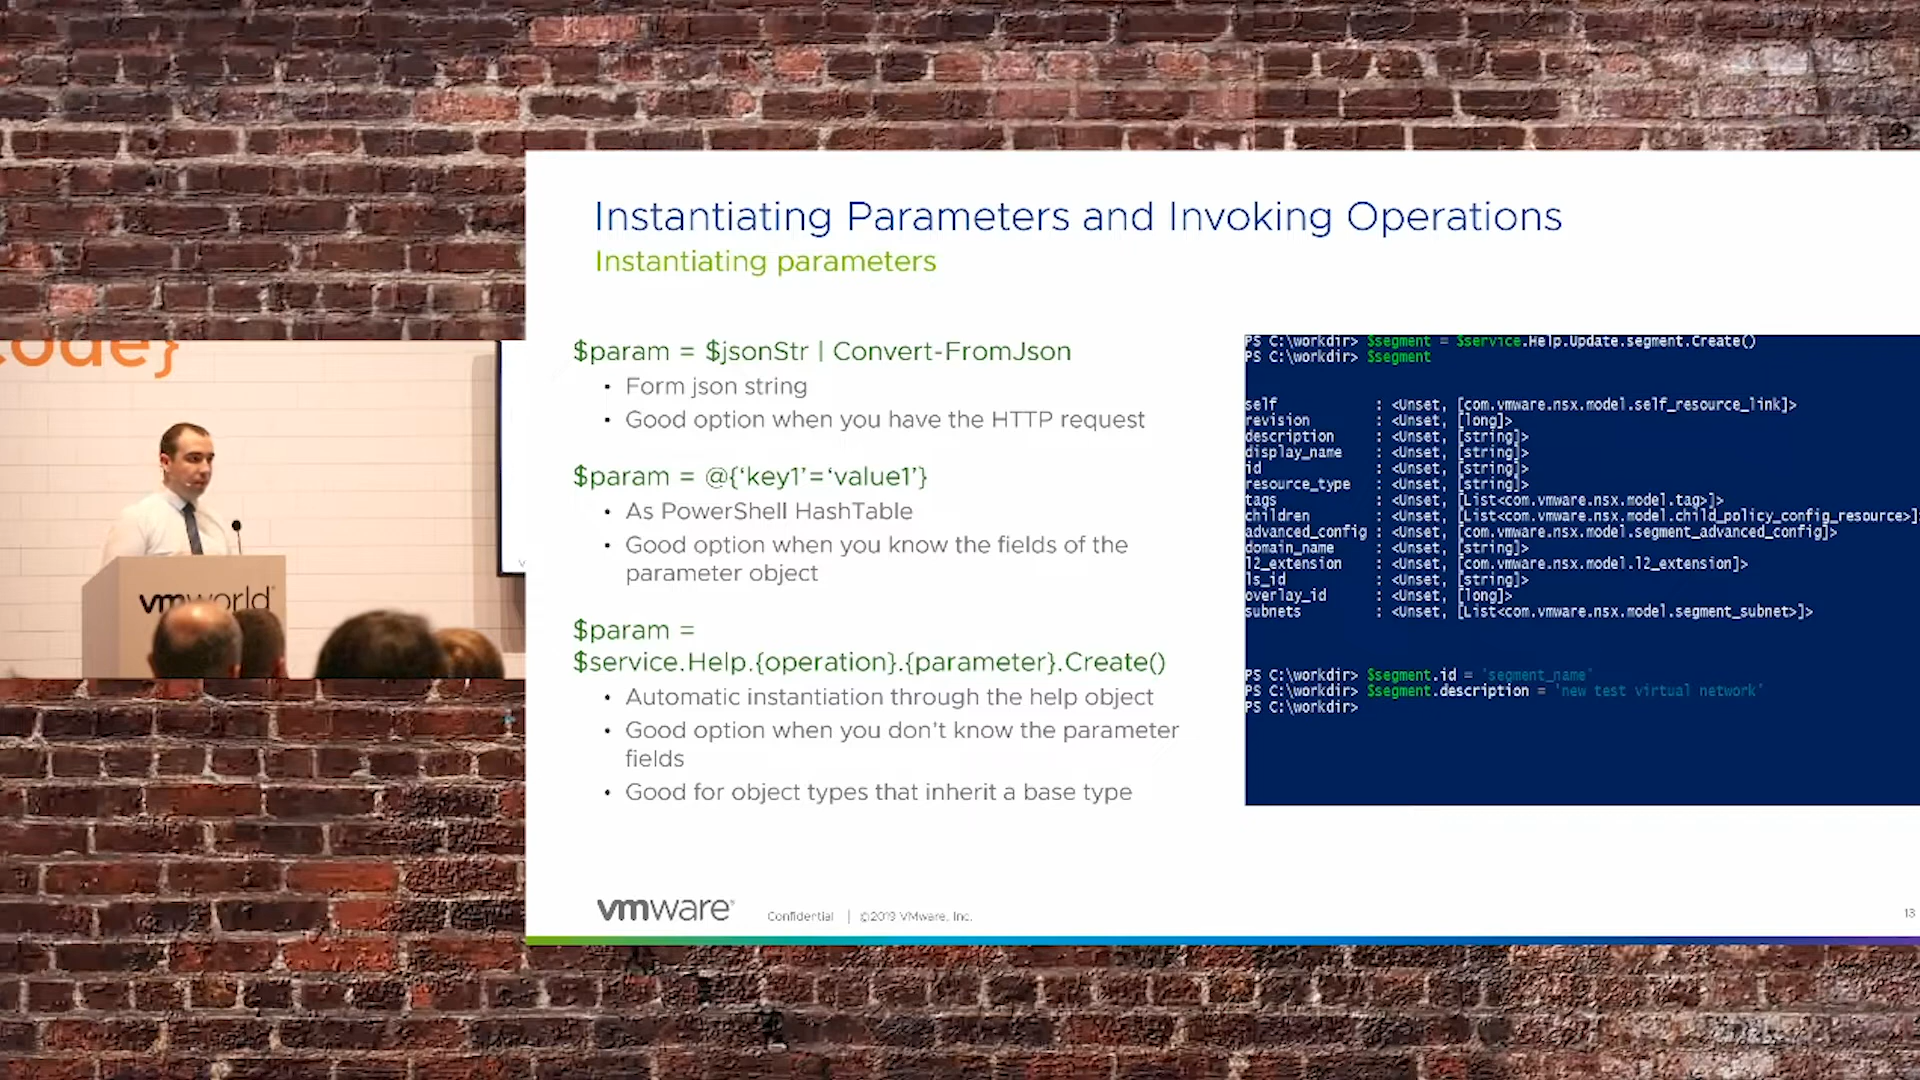 Code}
vmworld
Instantiating Parameters and Invoking Operations
Instantiating parameters
$param = $jsonStr | Convert-FromJson
• Form json string
• Good option when you have the HTTP request
$param = @{‘key1’=‘value1’}
• As PowerShell HashTable
• Good option when you know the fields of the
parameter object
$param =
$service.Help.{operation}.{parameter}.Create()
• Automatic instantiation through the help object
• Good option when you don’t know the parameter
fields
• Good for object types that inherit a base type
PS C:\workdir> $segment = $service.Help.Update.segment.Create()
PS C:\workdir> $segment
self : <Unset, [com.vmware.nsx.model.self_resource_link]>
revision : <Unset, [long]>
description : <Unset, [string]>
display_name : <Unset, [string]>
id : <Unset, [string]>
resource_type : <Unset, [string]>
tags : <Unset, [List<com.vmware.nsx.model.tag>]>
children : <Unset, [List<com.vmware.nsx.model.child_policy_config_resource>]>
advanced_config : <Unset, [com.vmware.nsx.model.segment_advanced_config]>
domain_name : <Unset, [string]>
l2_extension : <Unset, [com.vmware.nsx.model.l2_extension]>
ls_id : <Unset, [string]>
overlay_id : <Unset, [long]>
subnets : <Unset, [List<com.vmware.nsx.model.segment_subnet>]>
PS C:\workdir> $segment.id = 'segment_name'
PS C:\workdir> $segment.description = 'new test virtual network'
PS C:\workdir>
vmware® Confidential | ©2019 VMware, Inc. 13